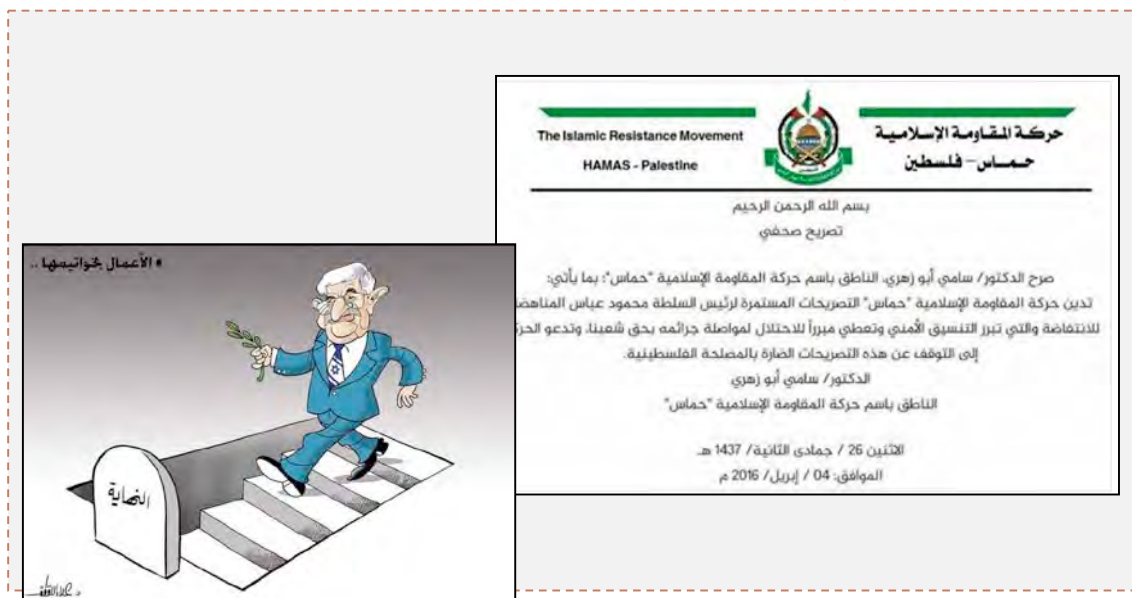 The Islamic Resistance Movement
HAMAS - Palestine
حركة المقاومة الإسلامية
حماس - فلسطين
بسم الله الرحمن الرحيم
تصريح صحفي
صرح الدكتور/ سامي أبو زهري، الناطق باسم حركة المقاومة الإسلامية "حماس"؛ بما يأتي:
تدين حركة المقاومة الإسلامية "حماس" التصريحات المستمرة لرئيس السلطة محمود عباس
للانتفاضة والتي تبرر التنسيق الأمني وتعطي مبرراً للاحتلال لمواصلة جرائمه بحق شعبنا، وتدعو
إلى التوقف عن هذه التصريحات الضارة بالمصلحة الفلسطينية.
الدكتور/ سامي أبو زهري
الناطق باسم حركة المقاومة الإسلامية "حماس"
الاثنين 26 / جمادى الثانية/ 1437 هـ
الموافق: 04 / إبريل/ 2016 م
• الأعمال بخواتيمها ..
النهاية